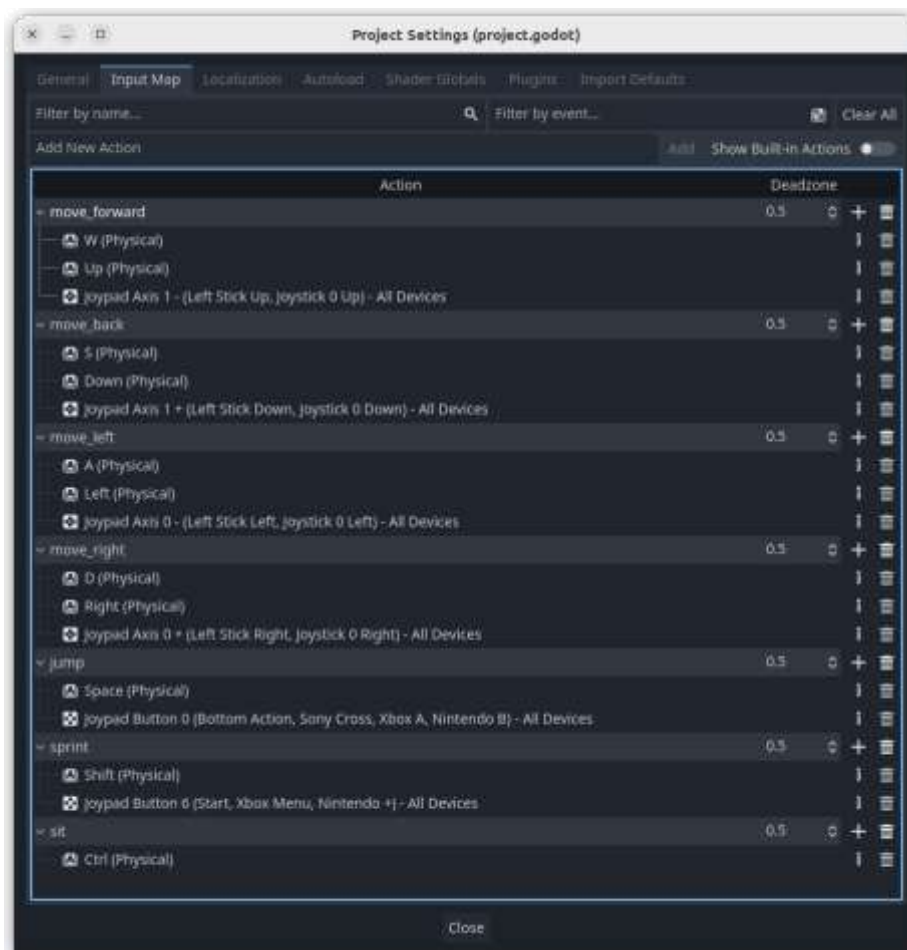 Project Settings (project.godot)
General Input Map Localization Autoload Shader Globals Plugins Import Defaults
Filter by name... Filter by event... Clear All
Add New Action Add Show Built-in Actions
Action Deadzone
move_forward 0.5
W (Physical)
Up (Physical)
Joypad Axis 1 - (Left Stick Up, Joystick 0 Up) - All Devices
move_back 0.5
S (Physical)
Down (Physical)
Joypad Axis 1 + (Left Stick Down, Joystick 0 Down) - All Devices
move_left 0.5
A (Physical)
Left (Physical)
Joypad Axis 0 - (Left Stick Left, Joystick 0 Left) - All Devices
move_right 0.5
D (Physical)
Right (Physical)
Joypad Axis 0 + (Left Stick Right, Joystick 0 Right) - All Devices
jump 0.5
Space (Physical)
Joypad Button 0 (Bottom Action, Sony Cross, Xbox A, Nintendo B) - All Devices
sprint 0.5
Shift (Physical)
Joypad Button 6 (Start, Xbox Menu, Nintendo +) - All Devices
sit 0.5
Ctrl (Physical)
Close